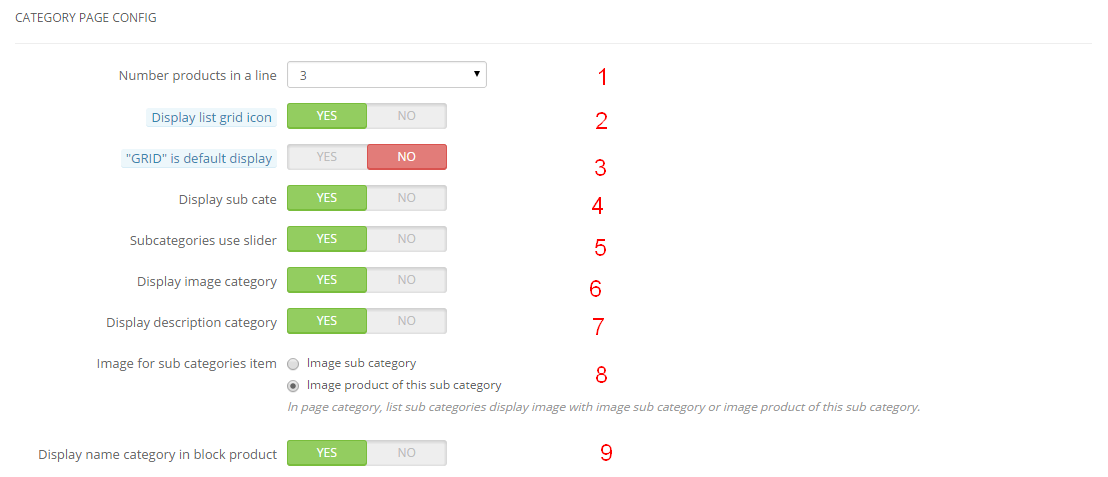 CATEGORY PAGE CONFIG
Number products in a line 3 1
Display list grid icon YES NO 2
"GRID" is default display YES NO 3
Display sub cate YES NO 4
Subcategories use slider YES NO 5
Display image category YES NO 6
Display description category YES NO 7
Image for sub categories item Image sub category
Image product of this sub category 8
In page category, list sub categories display image with image sub category or image product of this sub category.
Display name category in block product YES NO 9